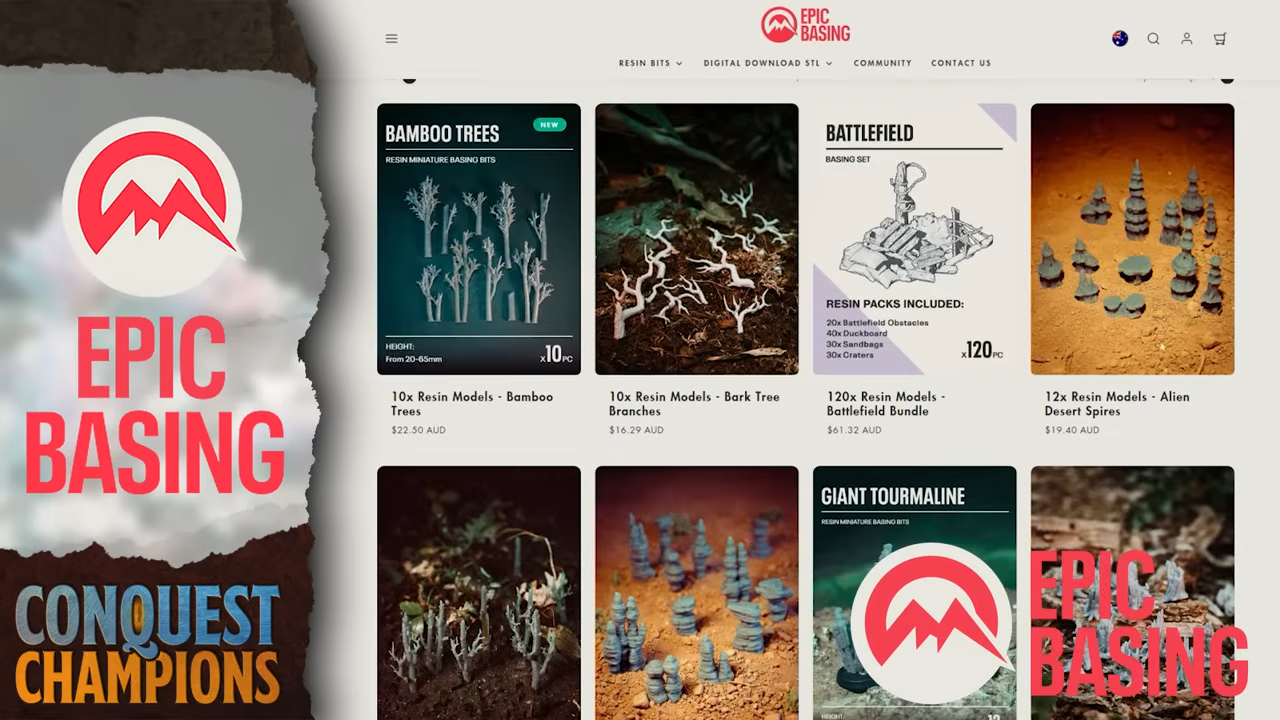 EPIC
BASING
CONQUEST
CHAMPIONS
EPIC
BASING
RESIN BITS
DIGITAL DOWNLOAD STL
COMMUNITY
CONTACT US
BAMBOO TREES
NEW
RESIN MINIATURE BASING BITS
HEIGHT:
From 20-65mm
x10PC
10x Resin Models - Bamboo
Trees
$22.50 AUD
10x Resin Models - Bark Tree
Branches
$16.29 AUD
BATTLEFIELD
BASING SET
RESIN PACKS INCLUDED:
20x Battlefield Obstacles
40x Duckboard
30x Sandbags
30x Craters
x120PC
120x Resin Models -
Battlefield Bundle
$61.32 AUD
12x Resin Models - Alien
Desert Spires
$19.40 AUD
GIANT TOURMALINE
RESIN MINIATURE BASING BITS
EPIC
BASING